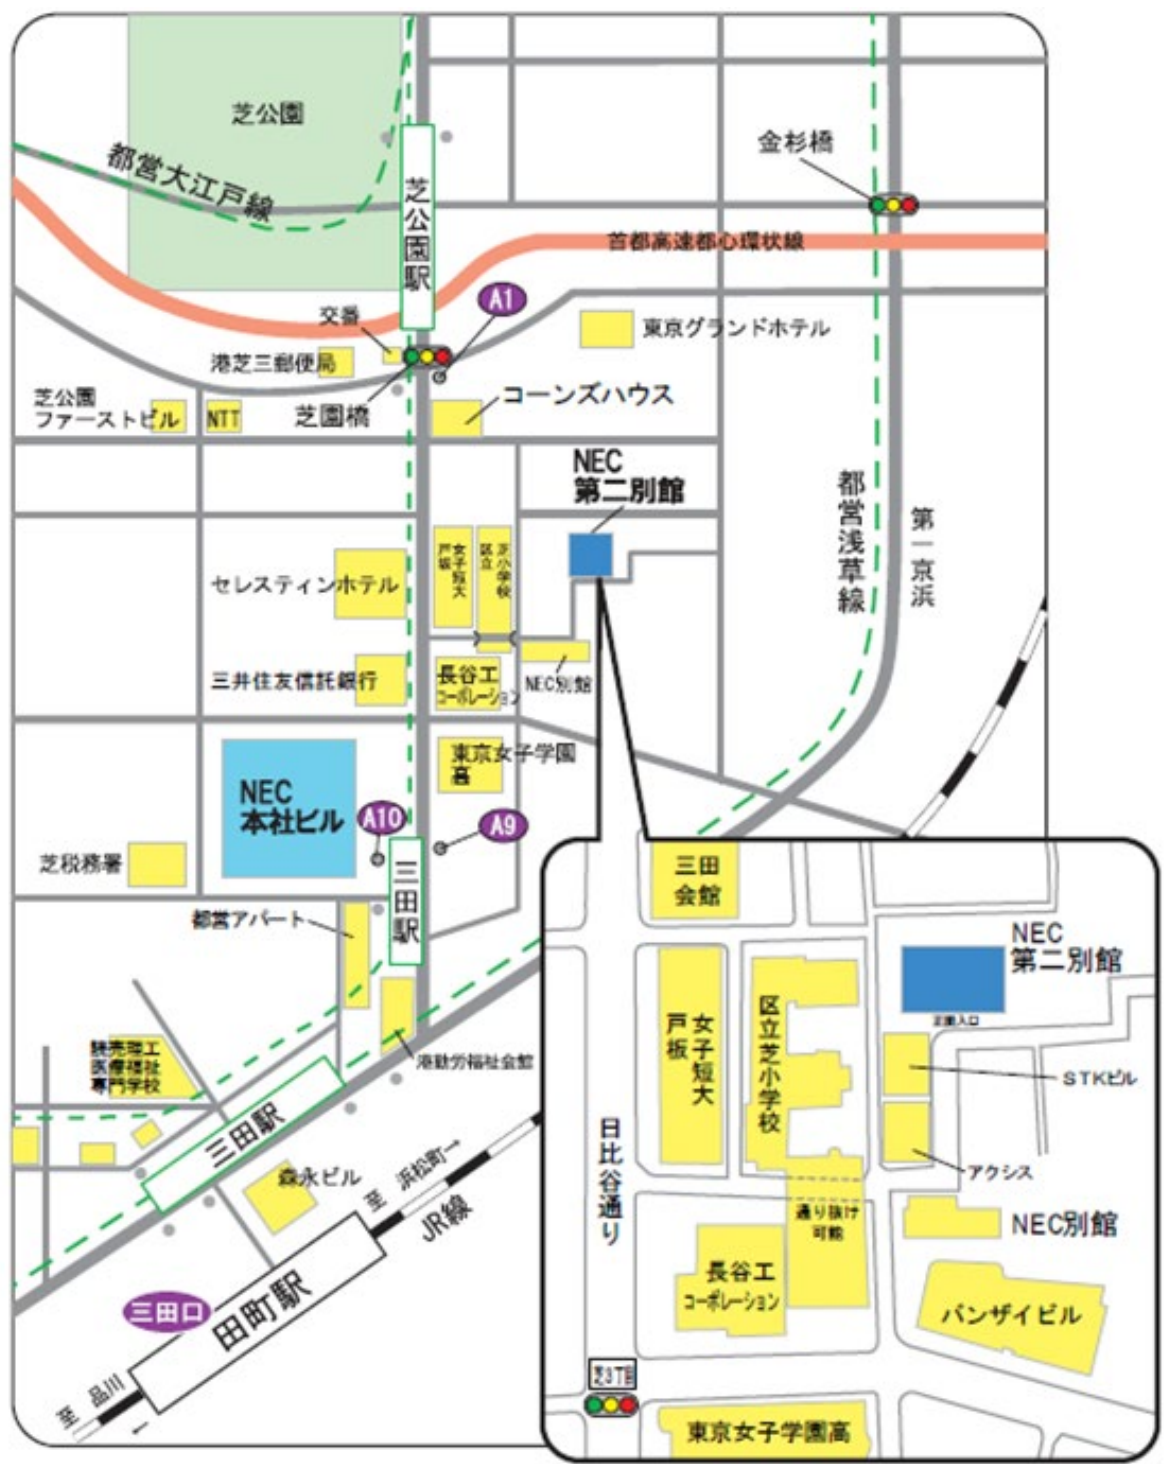 芝公園
都営大江戸線
芝公園駅
金杉橋
首都高速都心環状線
A1
交番
東京グランドホテル
港芝三郵便局
芝公園
ファーストビル
NTT
芝園橋
コーンズハウス
NEC
第二別館
都営浅草線
第一京浜
戸板
女子短大
区立
芝小学校
セレスティンホテル
三井住友信託銀行
長谷工
コーポレーション
NEC別館
東京女子学園
高
NEC
本社ビル
A10
A9
芝税務署
三田駅
都営アパート
港勤労福祉会館
読売理工
医療福祉
専門学校
三田駅
森永ビル
至 浜松町→
JR線
三田口
田町駅
至 品川
←
三田
会館
NEC
第二別館
正面入口
戸板
女子短大
区立芝小学校
STKビル
アクシス
日比谷通り
通り抜け
可能
NEC別館
長谷工
コーポレーション
バンザイビル
芝3丁目
東京女子学園高